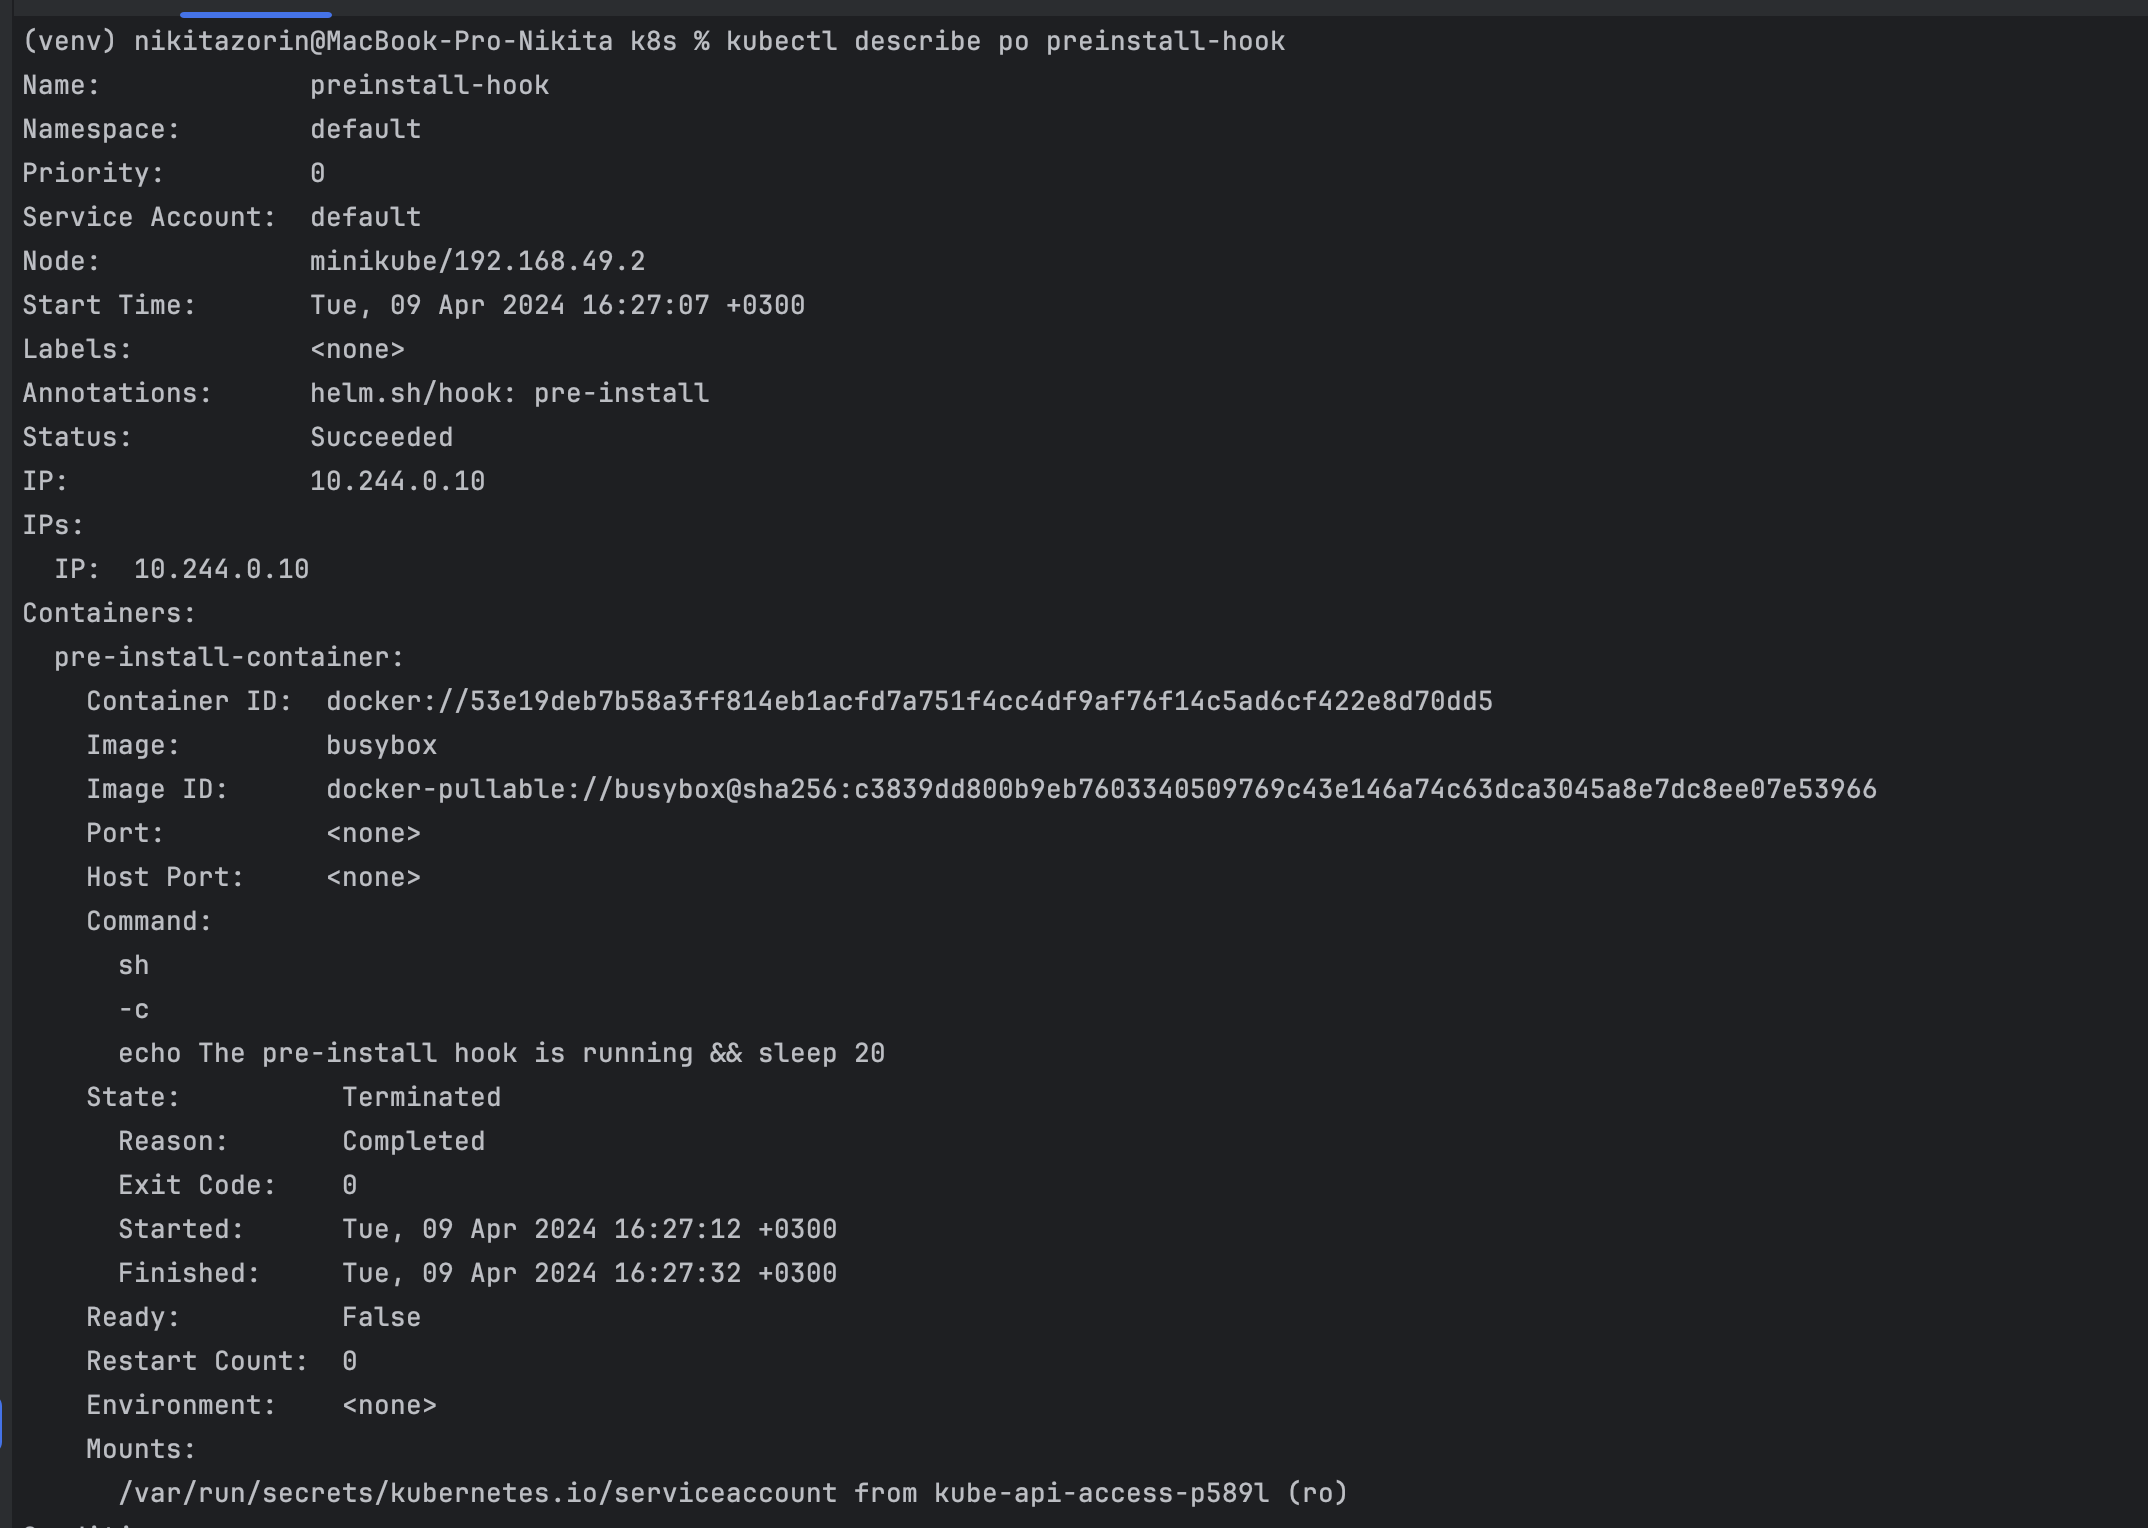 (venv) nikitazorin@MacBook-Pro-Nikita k8s % kubectl describe po preinstall-hook
Name:             preinstall-hook
Namespace:        default
Priority:         0
Service Account:  default
Node:             minikube/192.168.49.2
Start Time:       Tue, 09 Apr 2024 16:27:07 +0300
Labels:           <none>
Annotations:      helm.sh/hook: pre-install
Status:           Succeeded
IP:               10.244.0.10
IPs:
  IP:  10.244.0.10
Containers:
  pre-install-container:
    Container ID:  docker://53e19deb7b58a3ff814eb1acfd7a751f4cc4df9af76f14c5ad6cf422e8d70dd5
    Image:         busybox
    Image ID:      docker-pullable://busybox@sha256:c3839dd800b9eb7603340509769c43e146a74c63dca3045a8e7dc8ee07e53966
    Port:          <none>
    Host Port:     <none>
    Command:
      sh
      -c
      echo The pre-install hook is running && sleep 20
    State:          Terminated
      Reason:       Completed
      Exit Code:    0
      Started:      Tue, 09 Apr 2024 16:27:12 +0300
      Finished:     Tue, 09 Apr 2024 16:27:32 +0300
    Ready:          False
    Restart Count:  0
    Environment:    <none>
    Mounts:
      /var/run/secrets/kubernetes.io/serviceaccount from kube-api-access-p589l (ro)